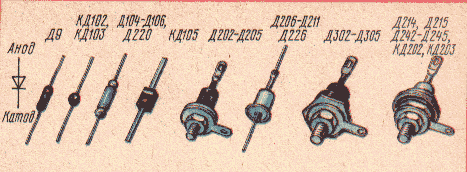 Анод
Катод
Д9
КД102,
КД103
Д104-Д106,
Д220
КД105
Д202-Д205
Д206-Д211
Д226
Д302-Д305
Д214, Д215
Д242-Д245,
КД202, КД203